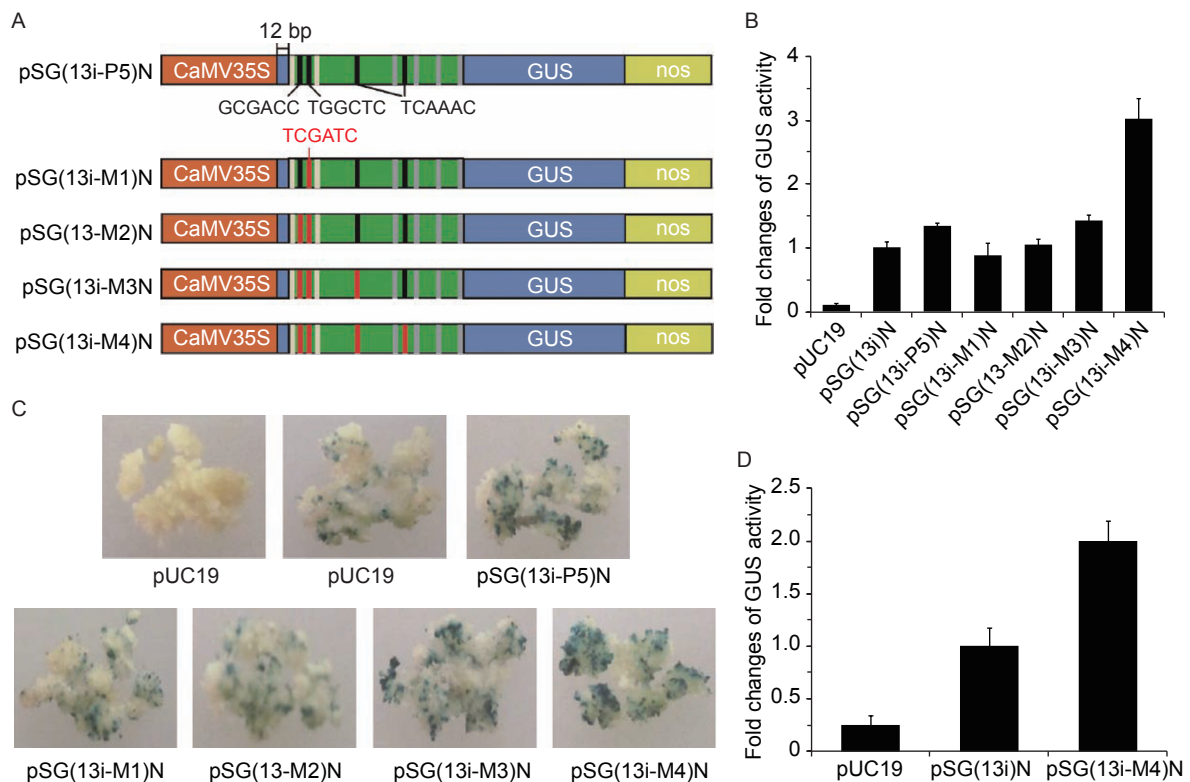 A
12 bp
pSG(13i-P5)N
CaMV35S
GUS
nos
GCGACC TGGCTC TCAAAC
TCGATC
pSG(13i-M1)N
CaMV35S
GUS
nos
pSG(13-M2)N
CaMV35S
GUS
nos
pSG(13i-M3N
CaMV35S
GUS
nos
pSG(13i-M4)N
CaMV35S
GUS
nos
B
Fold changes of GUS activity
4
3
2
1
0
pUC19
pSG(13i)N
pSG(13i-P5)N
pSG(13i-M1)N
pSG(13-M2)N
pSG(13i-M3)N
pSG(13i-M4)N
C
pUC19
pUC19
pSG(13i-P5)N
pSG(13i-M1)N
pSG(13-M2)N
pSG(13i-M3)N
pSG(13i-M4)N
D
Fold changes of GUS activity
2.0
1.5
1.0
0.5
0
pUC19
pSG(13i)N
pSG(13i-M4)N